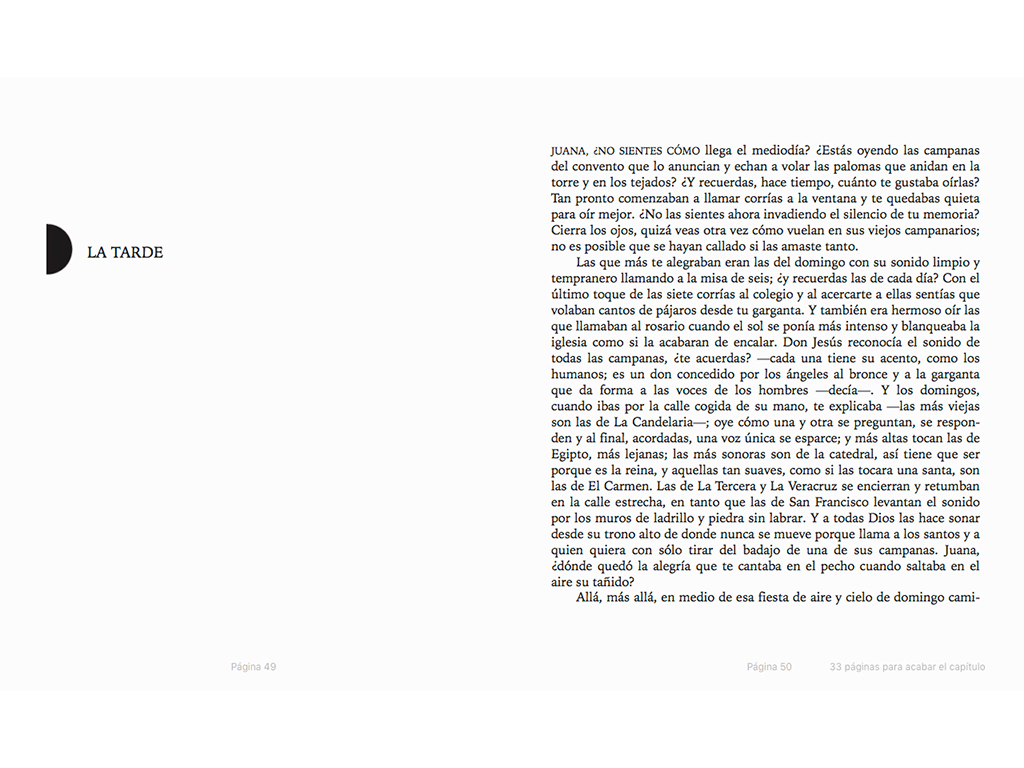 LA TARDE
Página 49
JUANA, ¿NO SIENTES CÓMO llega el mediodía? ¿Estás oyendo las campanas
del convento que lo anuncian y echan a volar las palomas que anidan en la
torre y en los tejados? ¿Y recuerdas, hace tiempo, cuánto te gustaba oírlas?
Tan pronto comenzaban a llamar corrías a la ventana y te quedabas quieta
para oír mejor. ¿No las sientes ahora invadiendo el silencio de tu memoria?
Cierra los ojos, quizá veas otra vez cómo vuelan en sus viejos campanarios;
no es posible que se hayan callado si las amaste tanto.
Las que más te alegraban eran las del domingo con su sonido limpio y
tempranero llamando a la misa de seis; ¿y recuerdas las de cada día? Con el
último toque de las siete corrías al colegio y al acercarte a ellas sentías que
volaban cantos de pájaros desde tu garganta. Y también era hermoso oír las
que llamaban al rosario cuando el sol se ponía más intenso y blanqueaba la
iglesia como si la acabaran de encalar. Don Jesús reconocía el sonido de
todas las campanas, ¿te acuerdas? —cada una tiene su acento, como los
humanos; es un don concedido por los ángeles al bronce y a la garganta
que da forma a las voces de los hombres —decía—. Y los domingos,
cuando ibas por la calle cogida de su mano, te explicaba —las más viejas
son las de La Candelaria—; oye cómo una y otra se preguntan, se respon-
den y al final, acordadas, una voz única se esparce; y más altas tocan las de
Egipto, más lejanas; las más sonoras son de la catedral, así tiene que ser
porque es la reina, y aquellas tan suaves, como si las tocara una santa, son
las de El Carmen. Las de La Tercera y La Veracruz se encierran y retumban
en la calle estrecha, en tanto que las de San Francisco levantan el sonido
por los muros de ladrillo y piedra sin labrar. Y a todas Dios las hace sonar
desde su trono alto de donde nunca se mueve porque llama a los santos y a
quien quiera con sólo tirar del badajo de una de sus campanas. Juana,
¿dónde quedó la alegría que te cantaba en el pecho cuando saltaba en el
aire su tañido?
Allá, más allá, en medio de esa fiesta de aire y cielo de domingo cami-
Página 50
33 páginas para acabar el capítulo